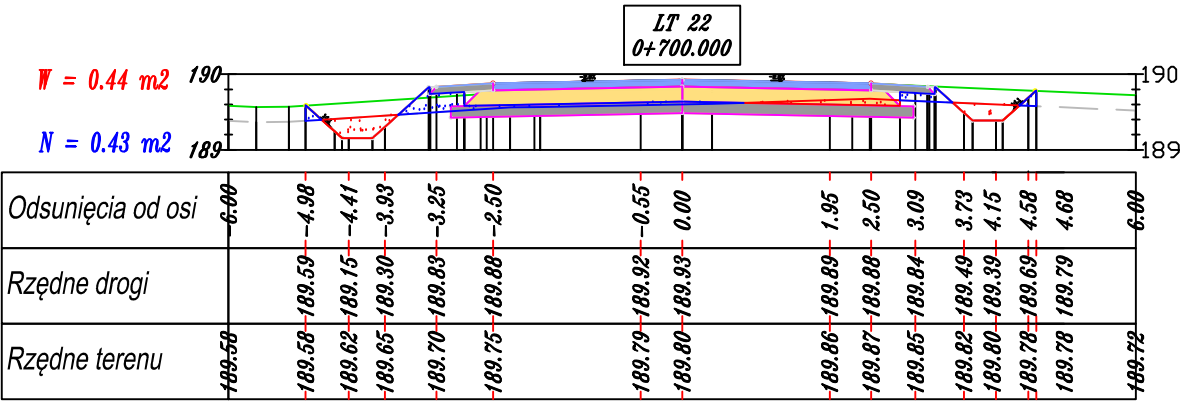 LT 22
0+700.000
W = 0.44 m2
N = 0.43 m2
190
190
189
189
Odsunięcia od osi
-6.00 -4.98 -4.41 -3.93 -3.25 -2.50 -0.55 0.00 1.95 2.50 3.09 3.73 4.15 4.58 4.68 6.00
Rzędne drogi
189.59 189.15 189.30 189.83 189.88 189.92 189.93 189.89 189.88 189.84 189.49 189.39 189.69 189.79
Rzędne terenu
189.58 189.58 189.62 189.65 189.70 189.75 189.79 189.80 189.86 189.87 189.85 189.82 189.80 189.78 189.78 189.72